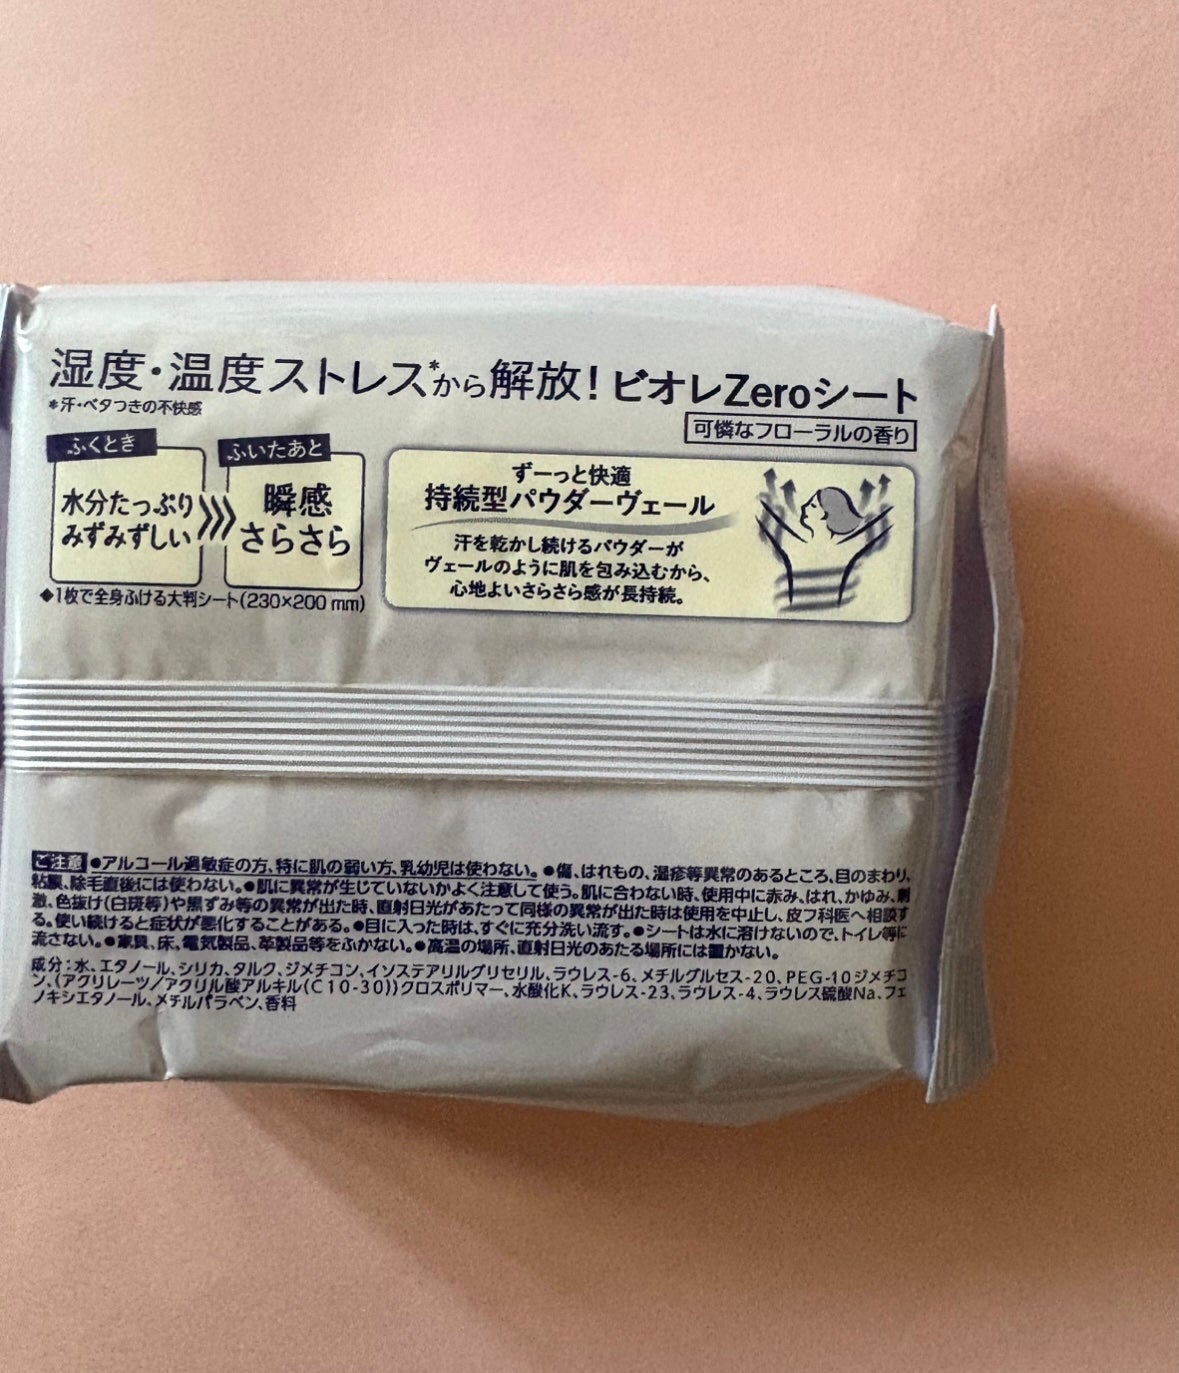 湿度・温度ストレス*から解放！ビオレZeroシート
*汗・ベタつきの不快感
可憐なフローラルの香り
ふくとき
水分たっぷり
みずみずしい
ふいたあと
瞬感
さらさら
◆1枚で全身ふける大判シート(230×200 mm)
ずーっと快適
持続型パウダーヴェール
汗を乾かし続けるパウダーが
ヴェールのように肌を包み込むから、
心地よいさらさら感が長持続。
ご注意 ●アルコール過敏症の方、特に肌の弱い方、乳幼児は使わない。●傷、はれもの、湿疹等異常のあるところ、目のまわり、
粘膜、除毛直後には使わない。●肌に異常が生じていないかよく注意して使う。肌に合わない時、使用中に赤み、はれ、かゆみ、刺
激、色抜け(白斑等)や黒ずみ等の異常が出た時、直射日光があたって同様の異常が出た時は使用を中止し、皮フ科医へ相談す
る。使い続けると症状が悪化することがある。●目に入った時は、すぐに充分洗い流す。●シートは水に溶けないので、トイレ等に
流さない。●家具、床、電気製品、革製品等をふかない。●高温の場所、直射日光のあたる場所には置かない。
成分：水、エタノール、シリカ、タルク、ジメチコン、イソステアリルグリセリル、ラウレス-6、メチルグルセス-20、PEG-10ジメチコ
ン、(アクリレーツ/アクリル酸アルキル(C10-30))クロスポリマー、水酸化K、ラウレス-23、ラウレス-4、ラウレス硫酸Na、フェ
ノキシエタノール、メチルパラベン、香料